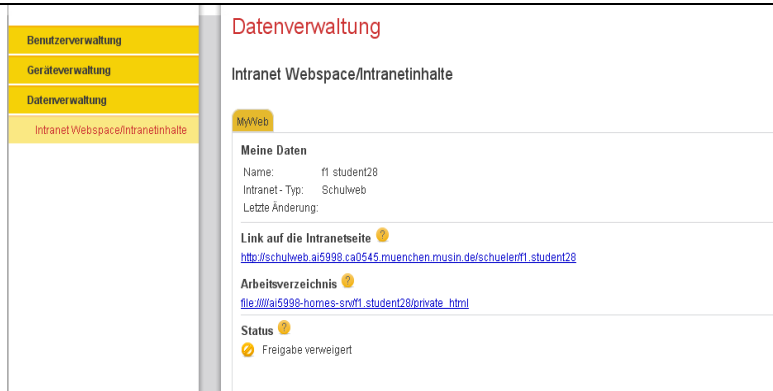 Benutzerverwaltung
Geräteverwaltung
Datenverwaltung
Intranet Webspace/Intranetinhalte
Datenverwaltung
Intranet Webspace/Intranetinhalte
MyWeb
Meine Daten
Name: f1 student28
Intranet - Typ: Schulweb
Letzte Änderung:
Link auf die Intranetseite ?
http://schulweb.ai5998.ca0545.muenchen.musin.de/schueler/f1.student28
Arbeitsverzeichnis ?
file://///ai5998-homes-srv/f1.student28/private_html
Status ?
Freigabe verweigert